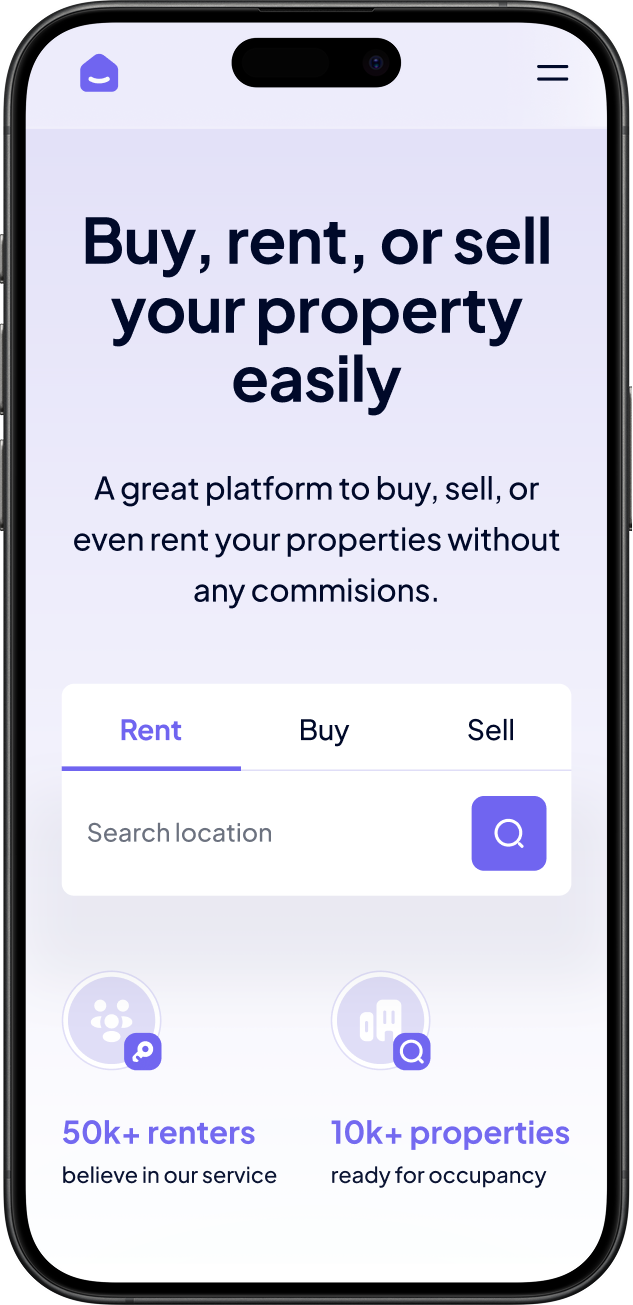 Buy, rent, or sell
your property
easily
A great platform to buy, sell, or
even rent your properties without
any commisions.
Rent Buy Sell
Search location
50k+ renters 10k+ properties
believe in our service ready for occupancy